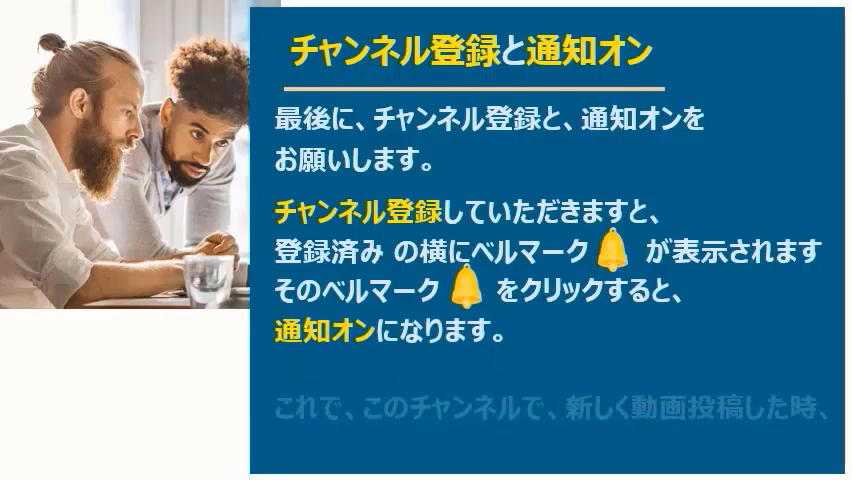 チャンネル登録と通知オン
最後に、チャンネル登録と、通知オンを
お願いします。
チャンネル登録していただきますと、
登録済み の横にベルマーク🔔 が表示されます
そのベルマーク 🔔 をクリックすると、
通知オンになります。
これで、このチャンネルで、新しく動画投稿した時、